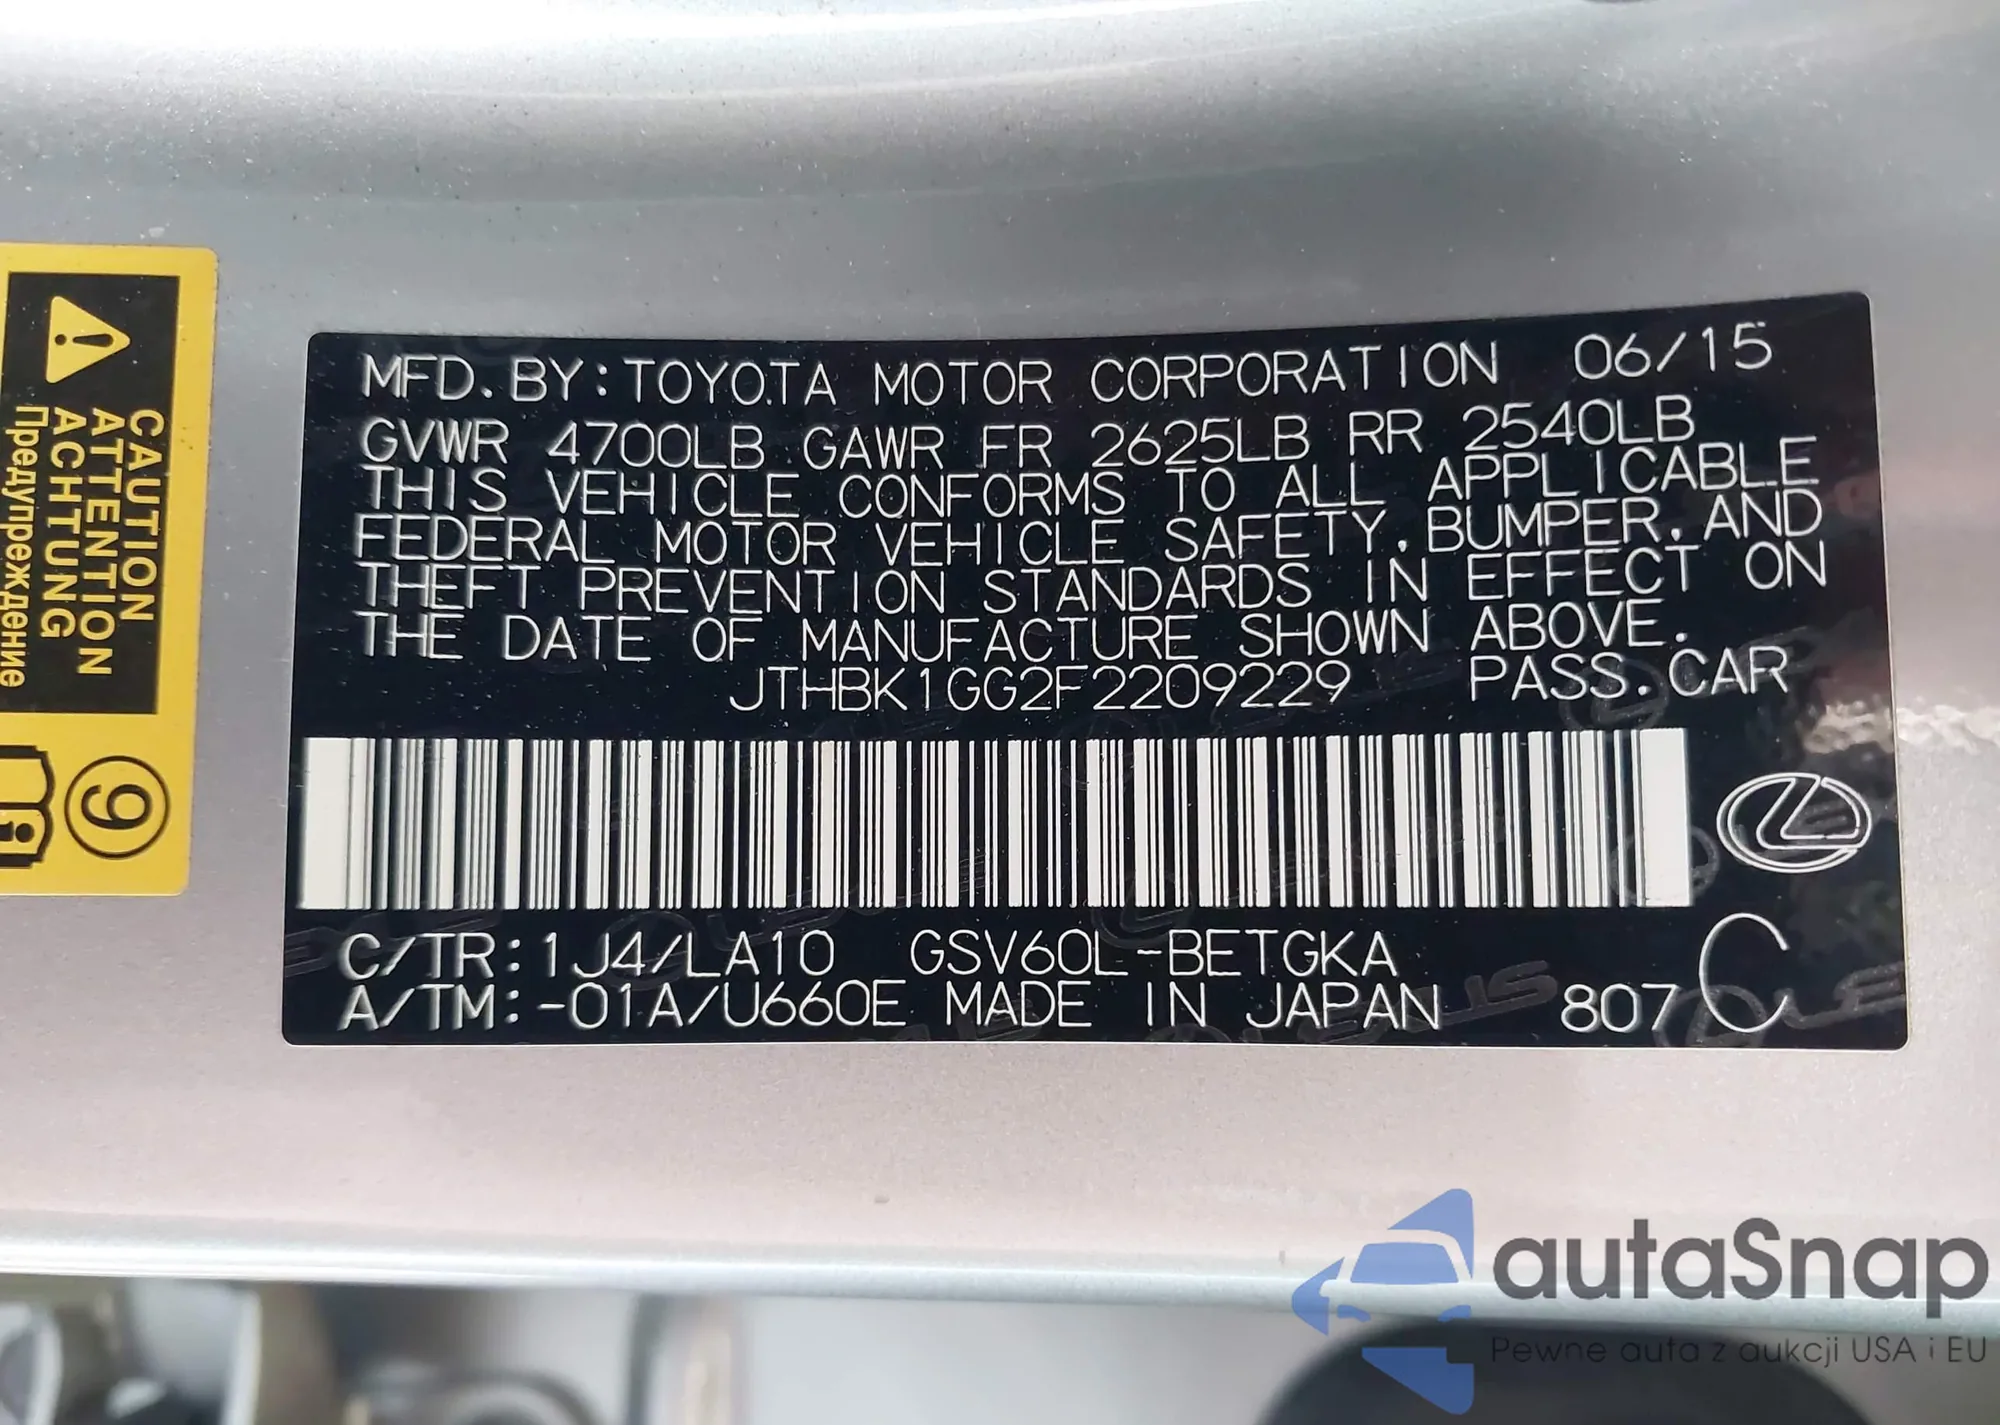 MFD. BY: TOYOTA MOTOR CORPORATION 06/15
GVWR 4700LB GAWR FR 2625LB RR 2540LB
THIS VEHICLE CONFORMS TO ALL APPLICABLE
FEDERAL MOTOR VEHICLE SAFETY, BUMPER, AND
THEFT PREVENTION STANDARDS IN EFFECT ON
THE DATE OF MANUFACTURE SHOWN ABOVE.
JTHBK1GG2F2209229 PASS. CAR
C/TR: 1J4/LA10 GSV60L-BETGKA
A/TM: -01A/U660E MADE IN JAPAN 807 C
CAUTION
ATTENTION
ACHTUNG
Предупреждение
9
autaSnap
Pewne auta z aukcji USA i EU